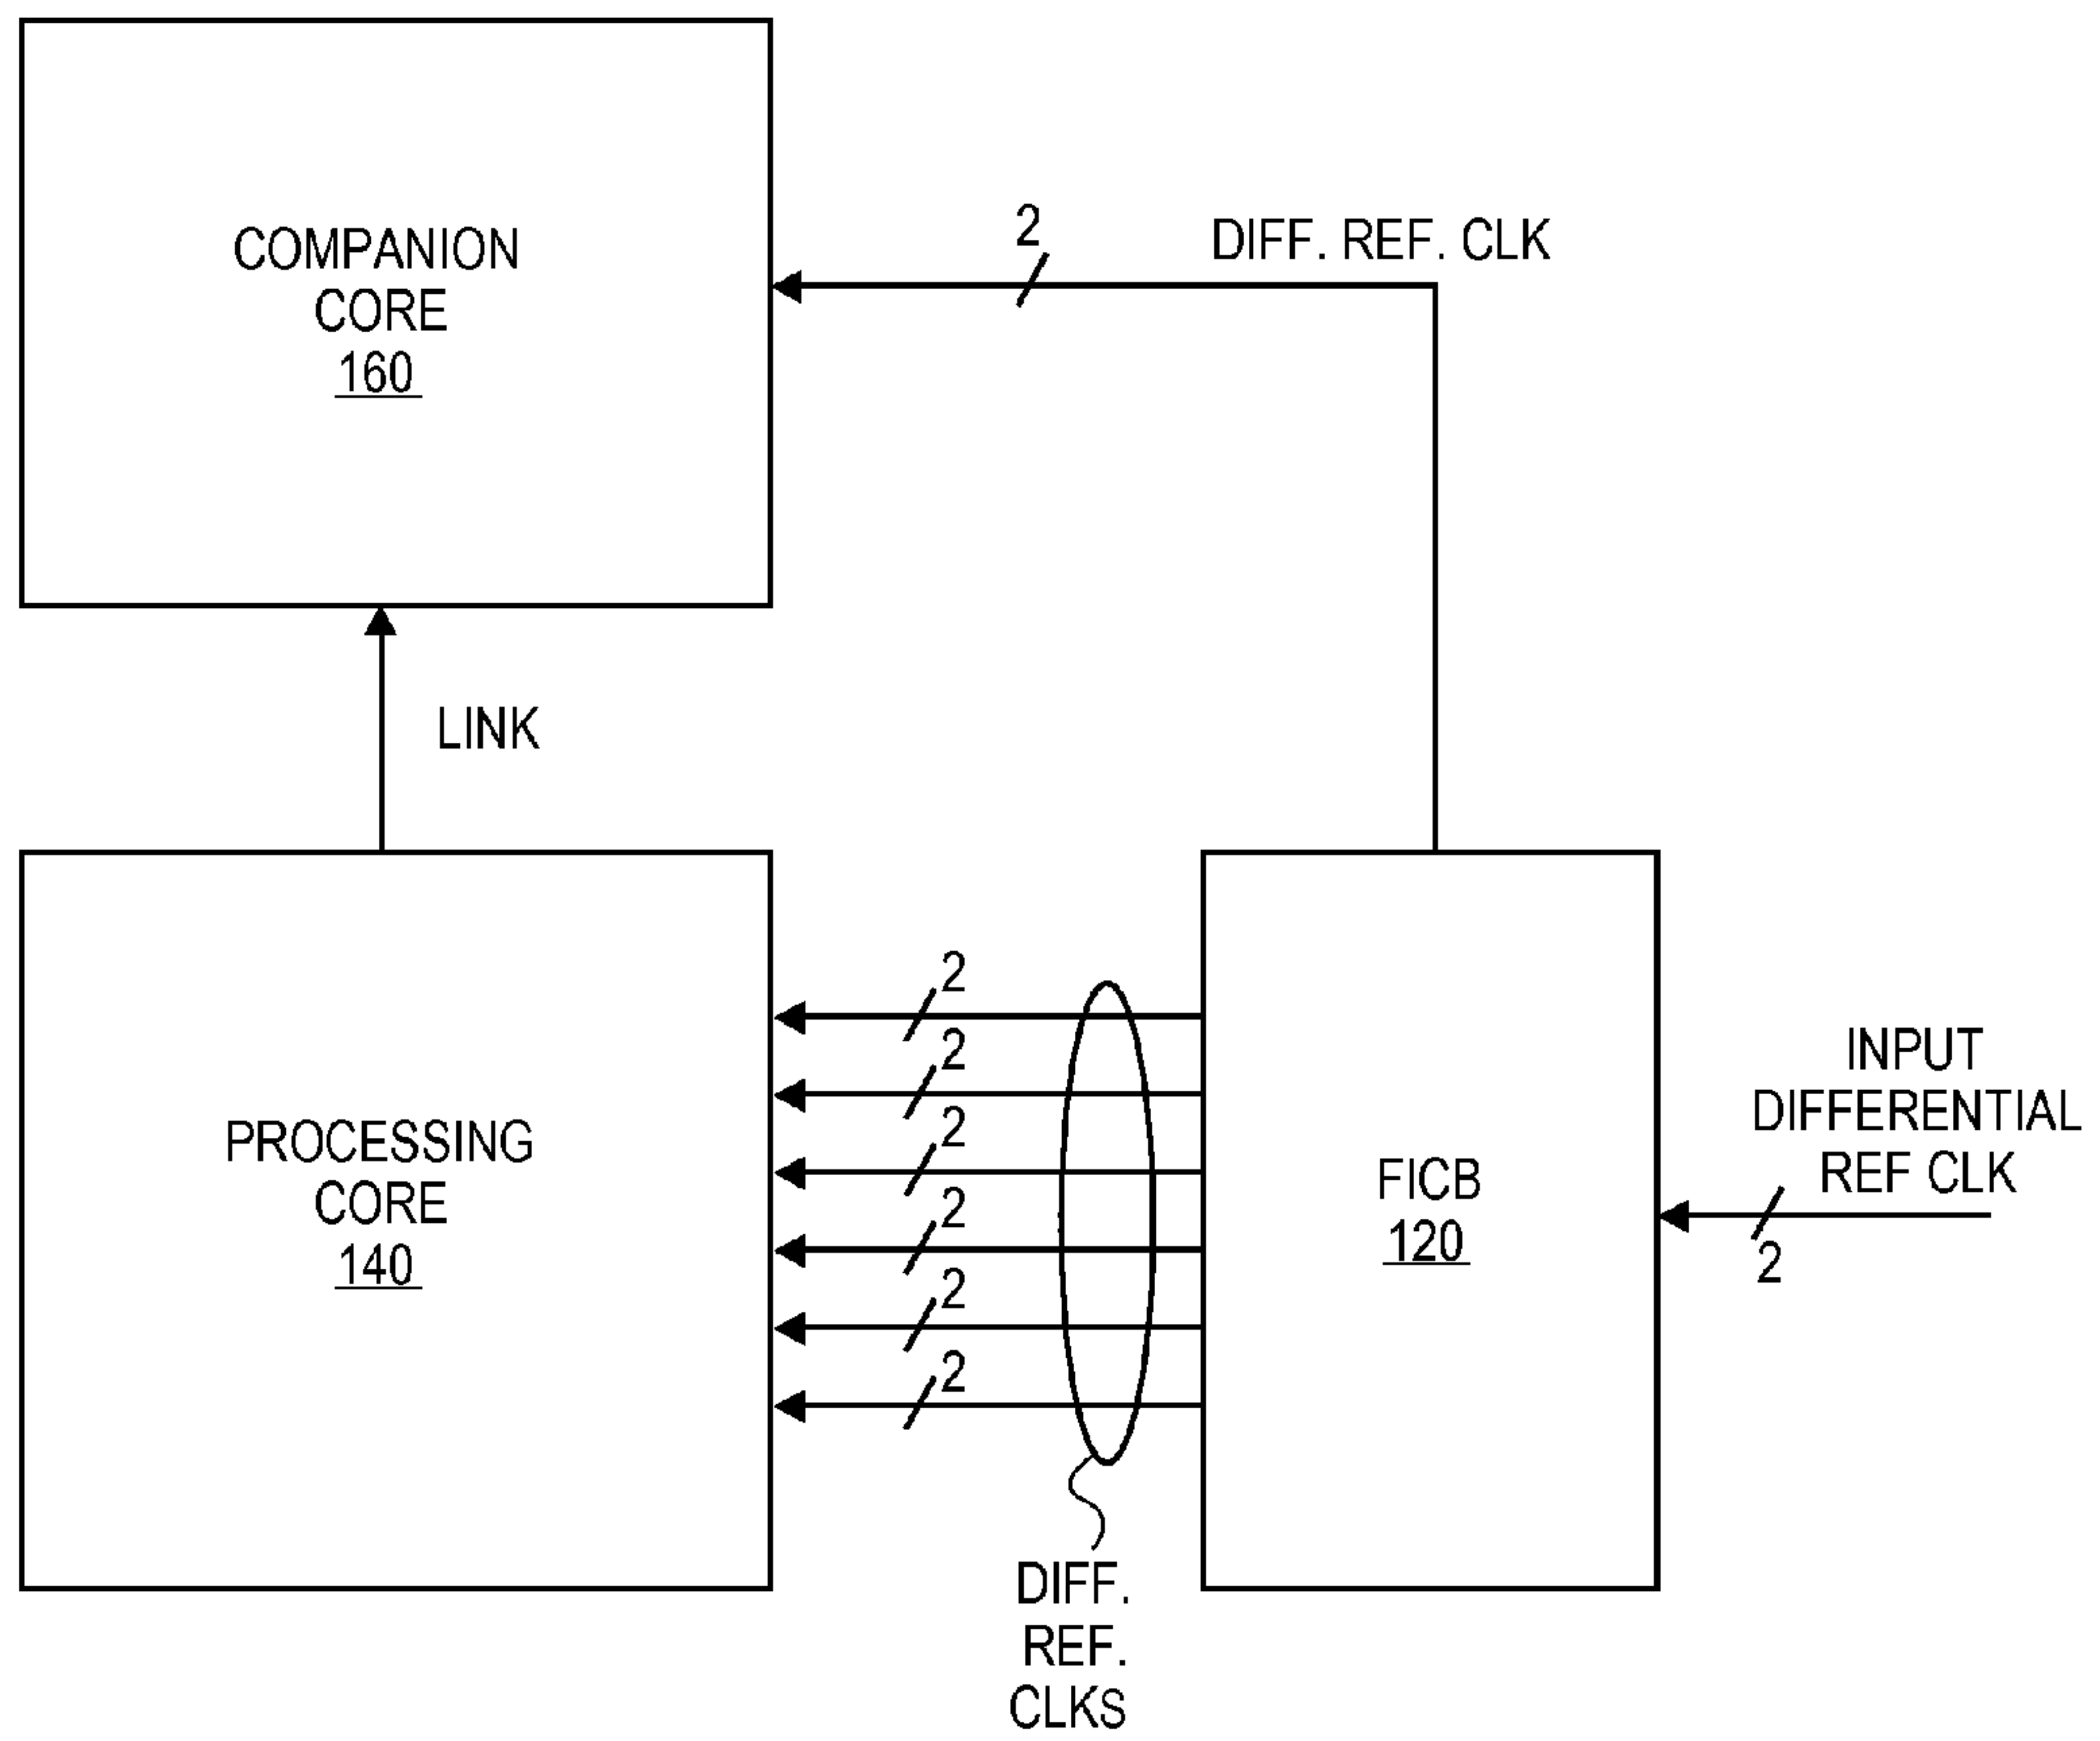 COMPANION
CORE
160
2
DIFF. REF. CLK
LINK
PROCESSING
CORE
140
2
2
2
2
2
2
DIFF.
REF.
CLKS
FICB
120
INPUT
DIFFERENTIAL
REF CLK
2